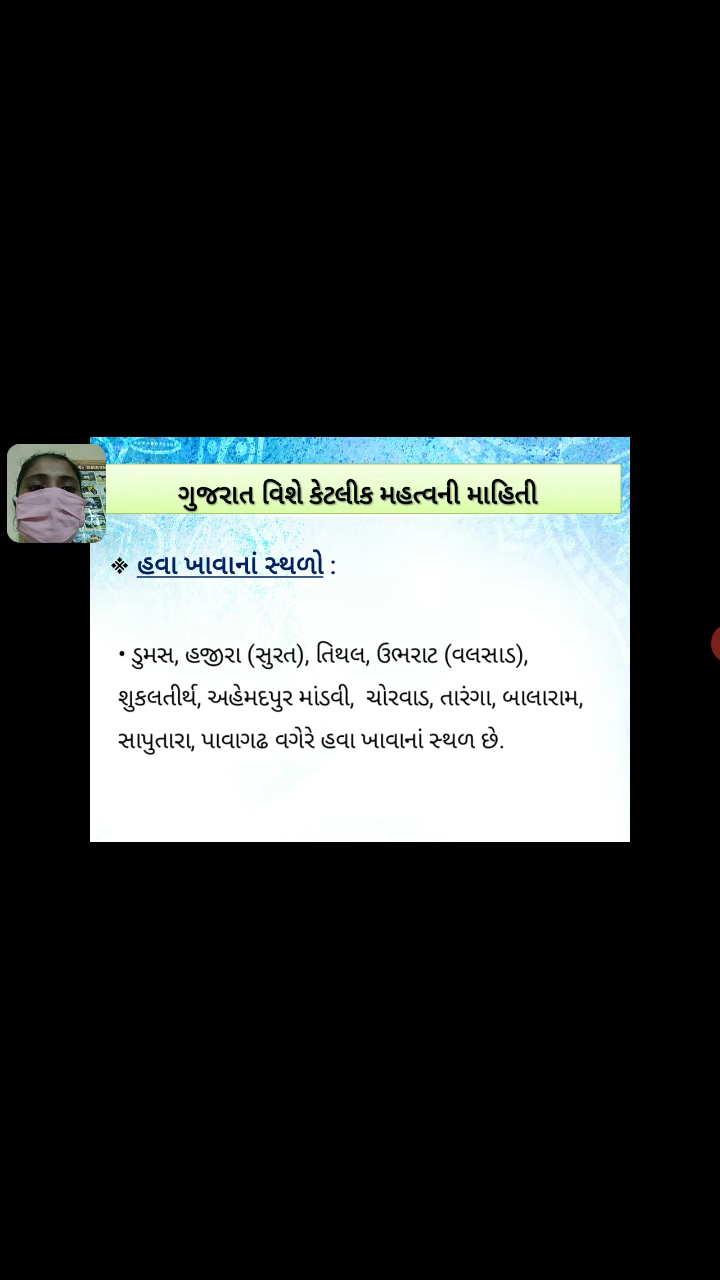 ગુજરાત વિશે કેટલીક મહત્વની માહિતી
❖ હવા ખાવાનાં સ્થળો :
• ડુમસ, હજીરા (સુરત), તિથલ, ઉભરાટ (વલસાડ),
શુકલતીર્થ, અહેમદપુર માંડવી, ચોરવાડ, તારંગા, બાલારામ,
સાપુતારા, પાવાગઢ વગેરે હવા ખાવાનાં સ્થળ છે.